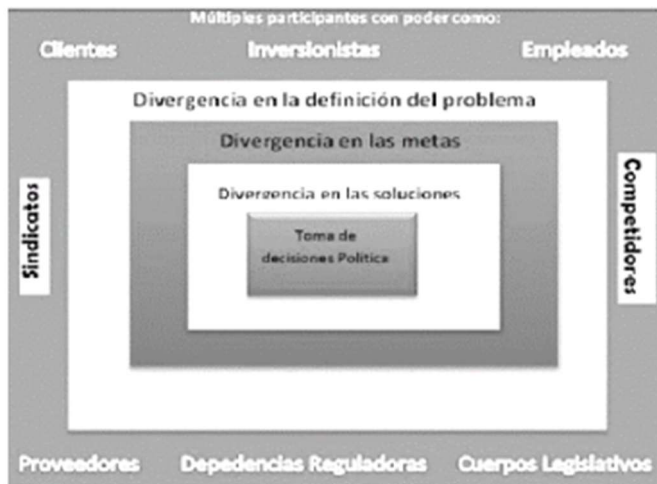 Múltiples participantes con poder como:
Clientes Inversionistas Empleados
Divergencia en la definición del problema
Divergencia en las metas
Divergencia en las soluciones
Toma de
decisiones Política
Sindicatos
Competidores
Proveedores Depedencias Reguladoras Cuerpos Legislativos